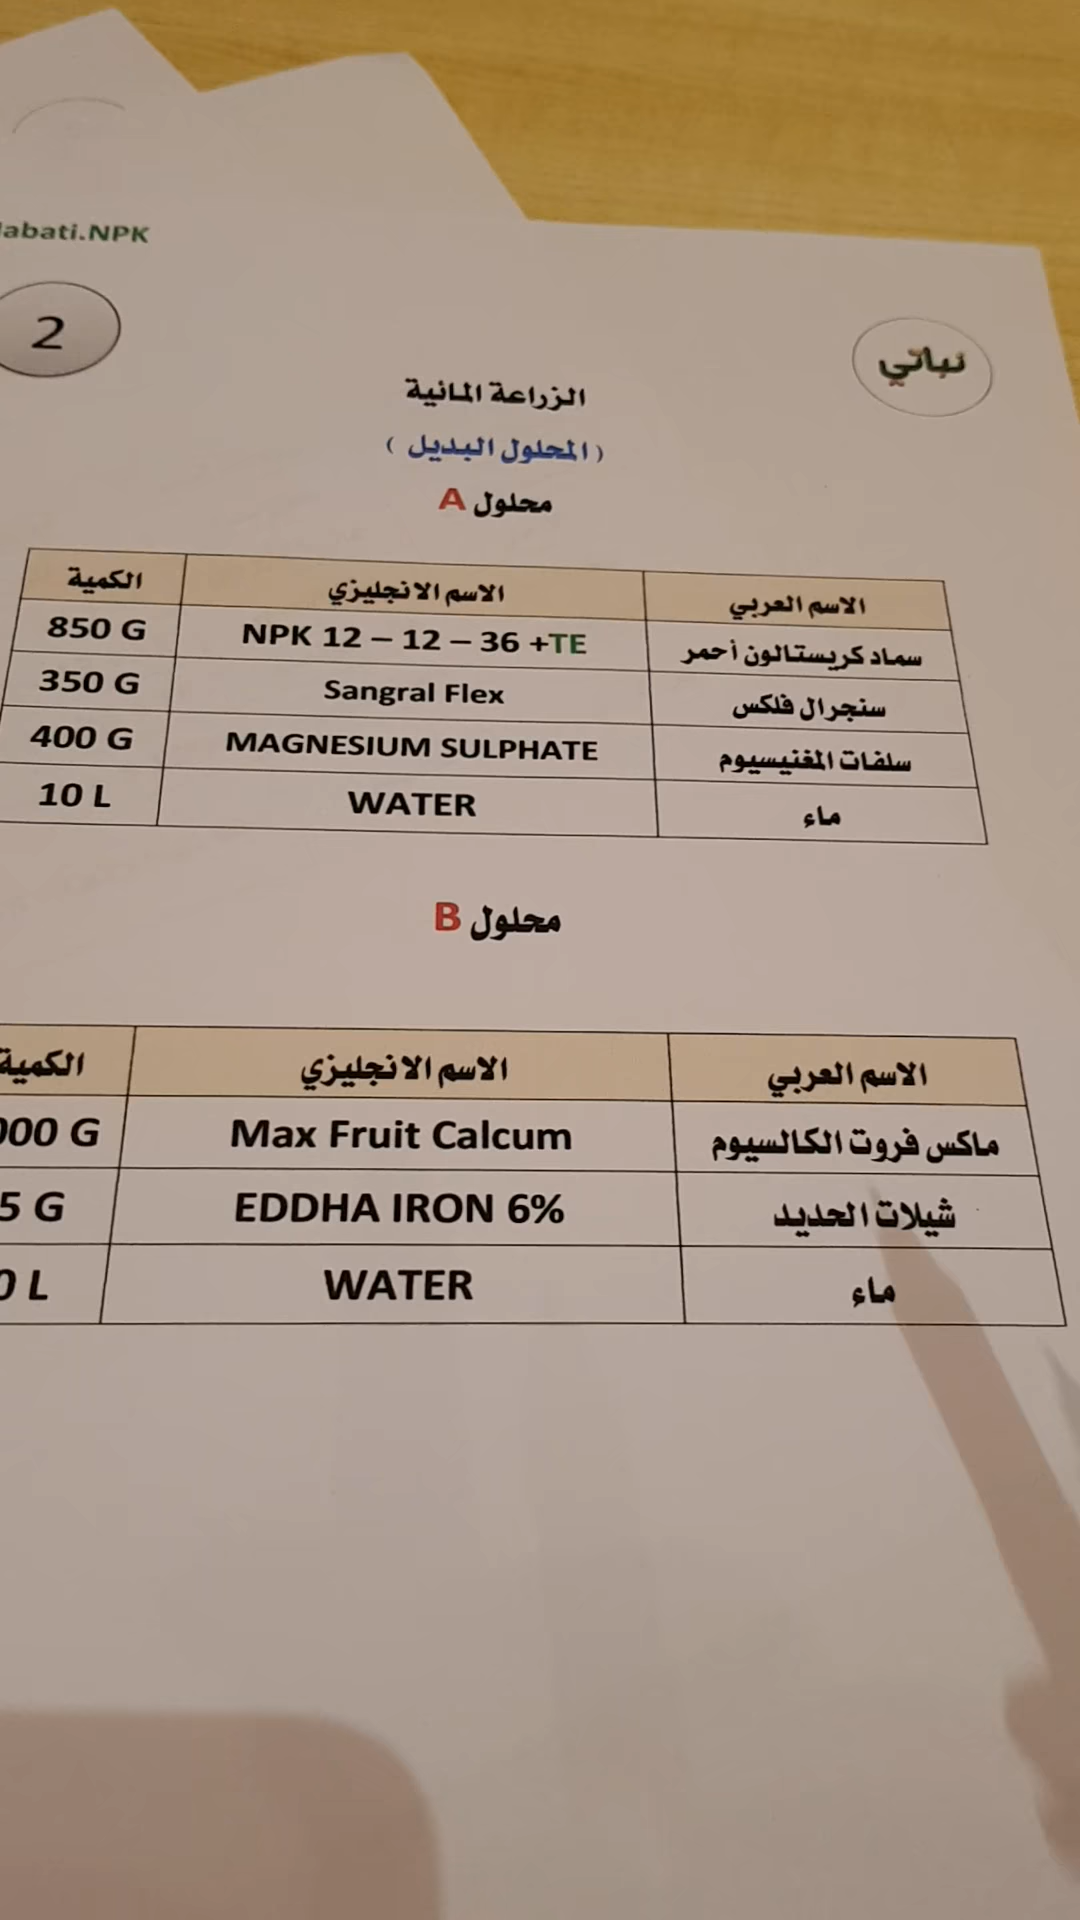 abati.NPK
2
نباتي
الزراعة المائية
( المحلول البديل )
محلول A
الاسم العربي الاسم الانجليزي الكمية
سماد كريستالون أحمر NPK 12 – 12 – 36 +TE 850 G
سنجرال فلكس Sangral Flex 350 G
سلفات المغنيسيوم MAGNESIUM SULPHATE 400 G
ماء WATER 10 L
محلول B
الاسم العربي الاسم الانجليزي الكمية
ماكس فروت الكالسيوم Max Fruit Calcum 000 G
شيلات الحديد EDDHA IRON 6% 5 G
ماء WATER 0 L